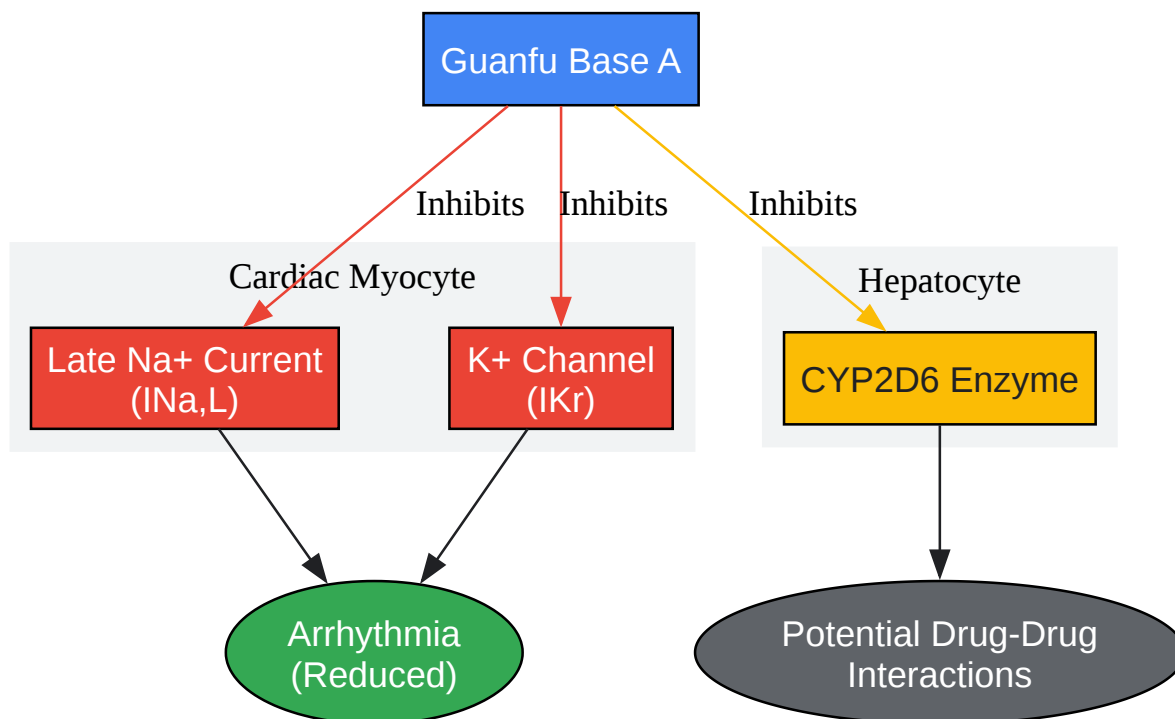 Guanfu Base A
Inhibits
Inhibits
Inhibits
Cardiac Myocyte
Hepatocyte
Late Na+ Current
(INa,L)
K+ Channel
(IKr)
CYP2D6 Enzyme
Arrhythmia
(Reduced)
Potential Drug-Drug
Interactions